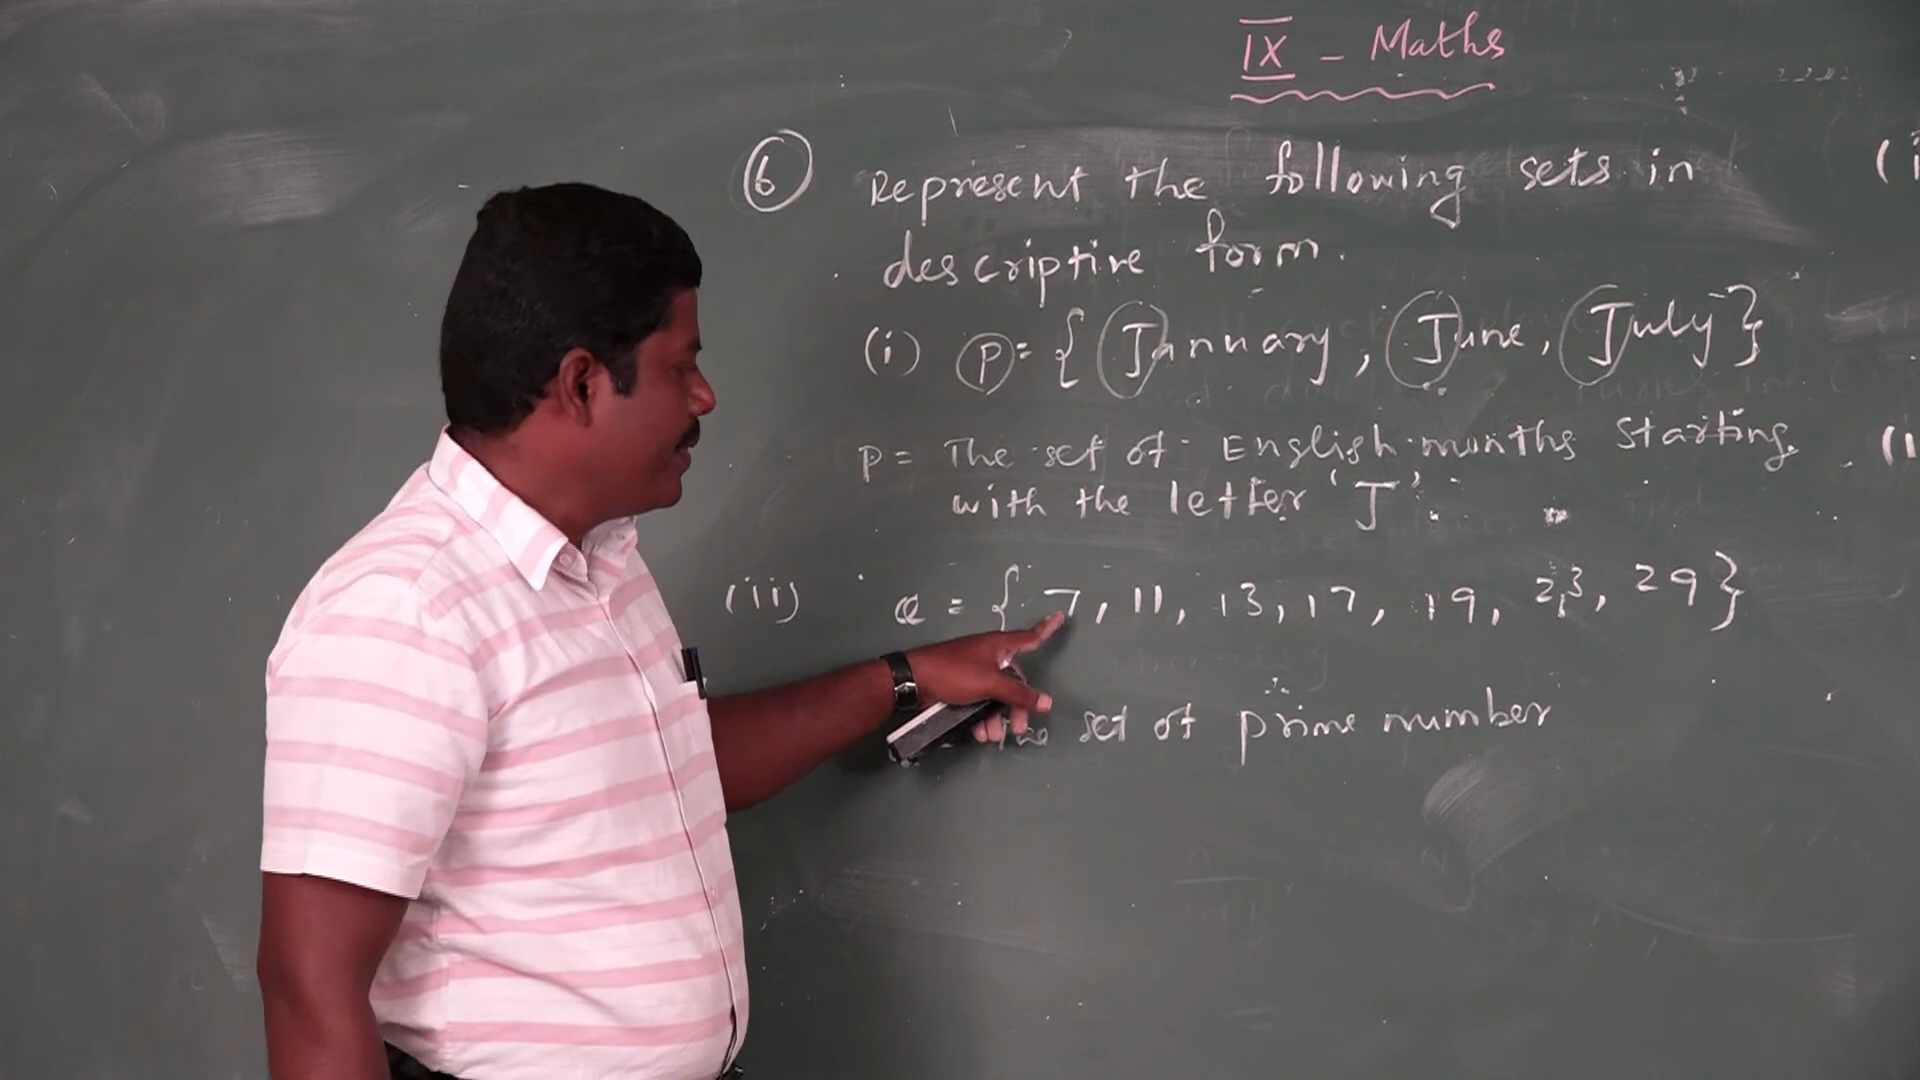 IX - Maths
6 Represent the following sets in
descriptive form.
(i) P = { January, June, July }
P = The set of English months starting
with the letter 'J'.
(ii) Q = { 7, 11, 13, 17, 19, 23, 29 }
The set of prime number